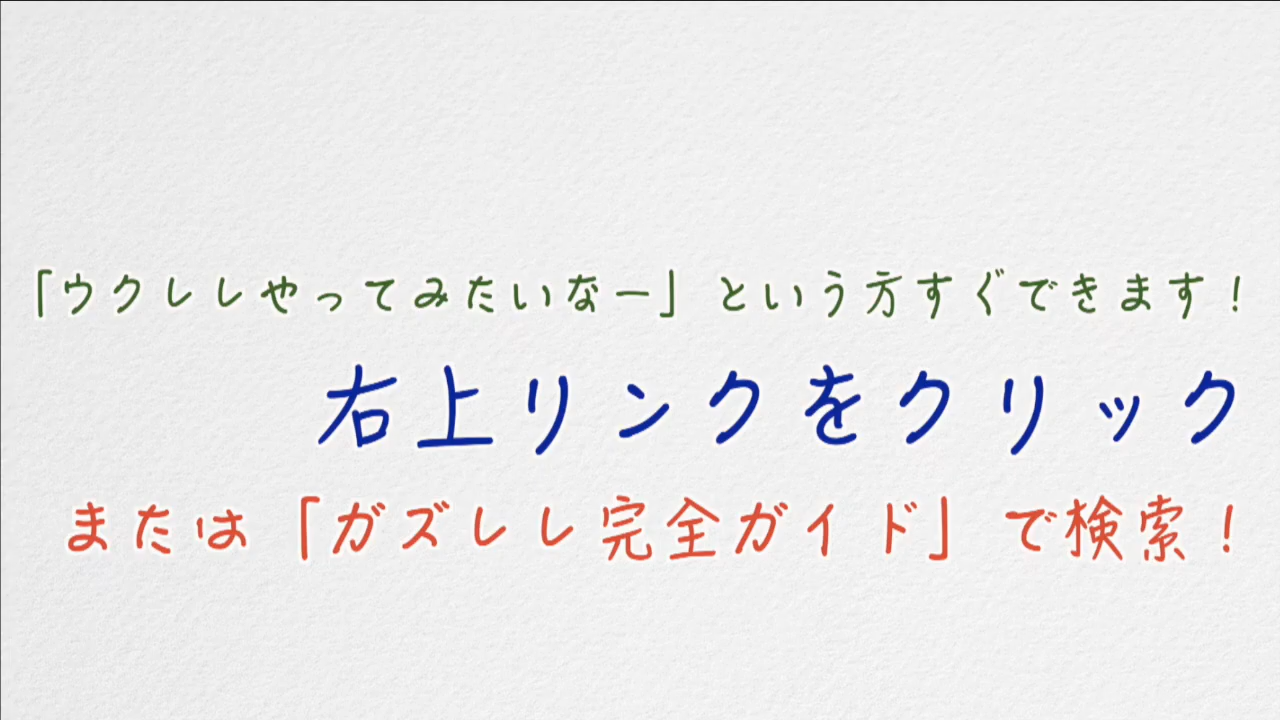 「ウクレレやってみたいなー」という方すぐできます！
右上リンクをクリック
または「ガズレレ完全ガイド」で検索！